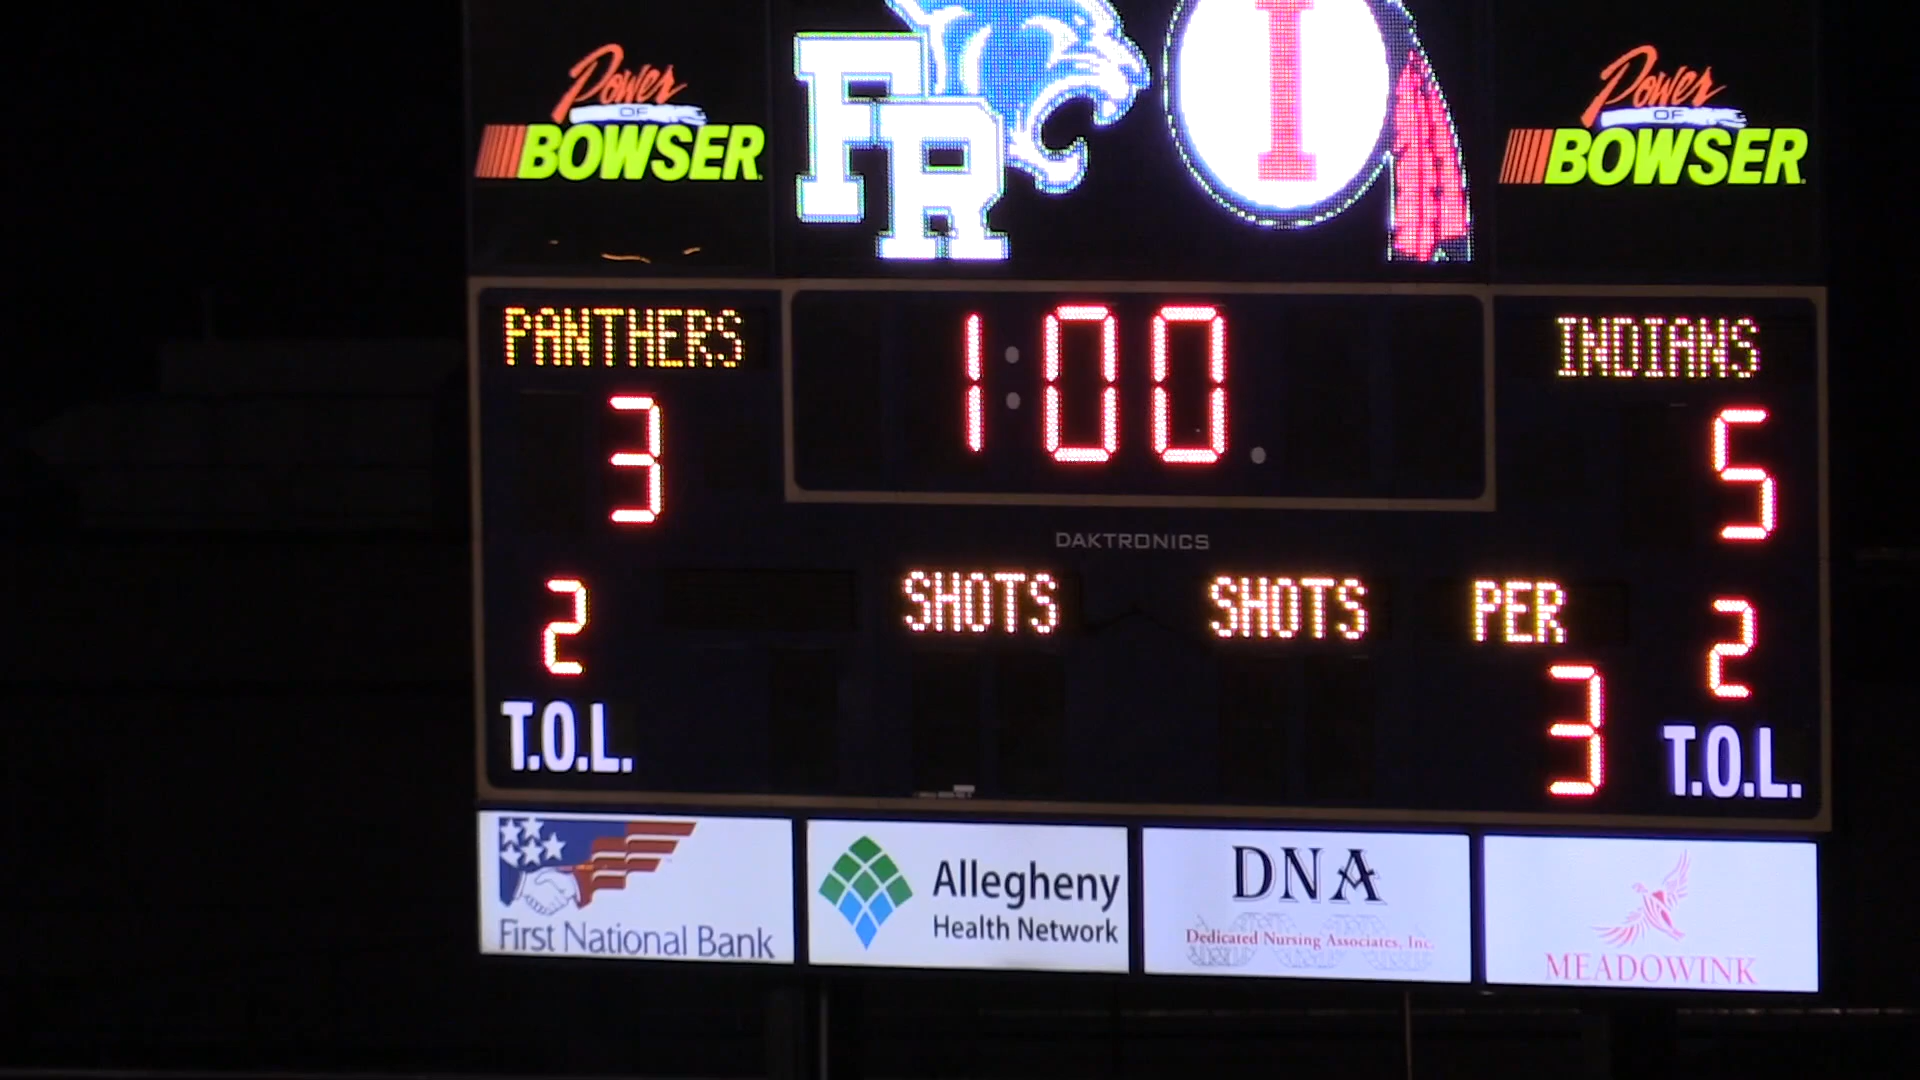 Power
OF
BOWSER
FR
I
Power
OF
BOWSER
PANTHERS
1:00
INDIANS
3
5
DAKTRONICS
2
SHOTS
SHOTS
PER
2
3
T.O.L.
T.O.L.
First National Bank
Allegheny
Health Network
DNA
Dedicated Nursing Associates, Inc.
MEADOWINK